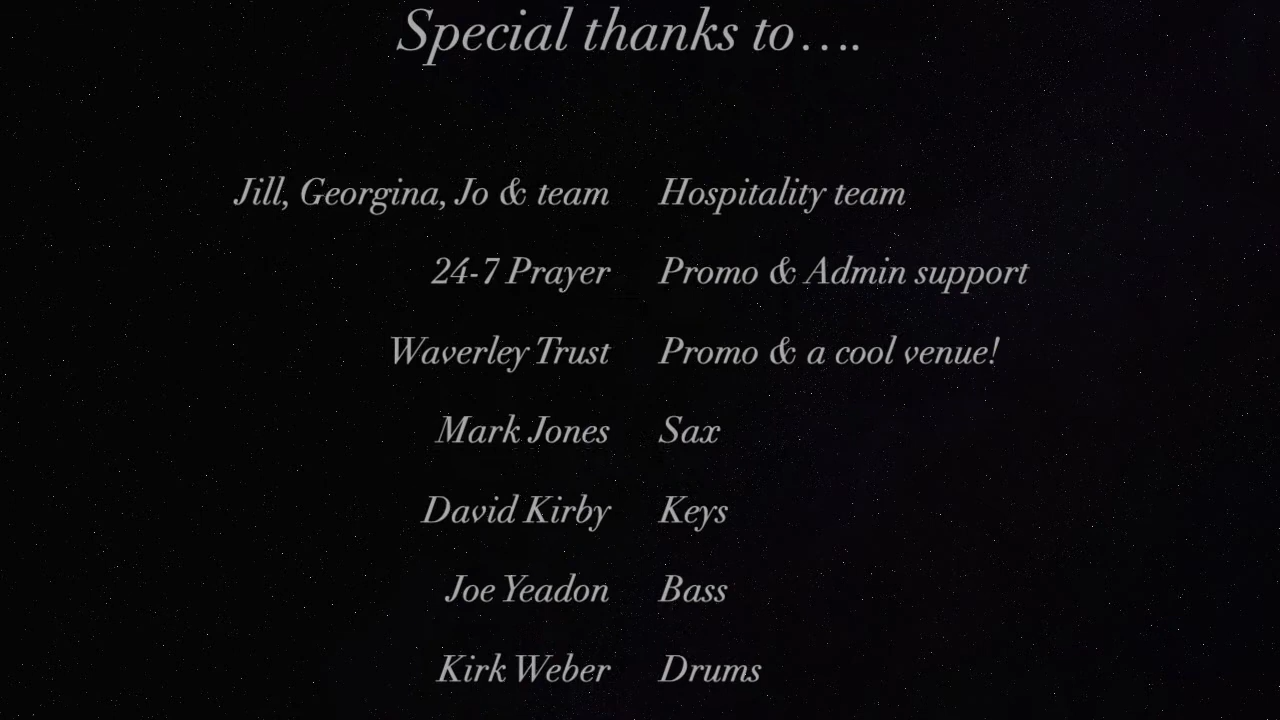 Special thanks to….
Jill, Georgina, Jo & team Hospitality team
24-7 Prayer Promo & Admin support
Waverley Trust Promo & a cool venue!
Mark Jones Sax
David Kirby Keys
Joe Yeadon Bass
Kirk Weber Drums